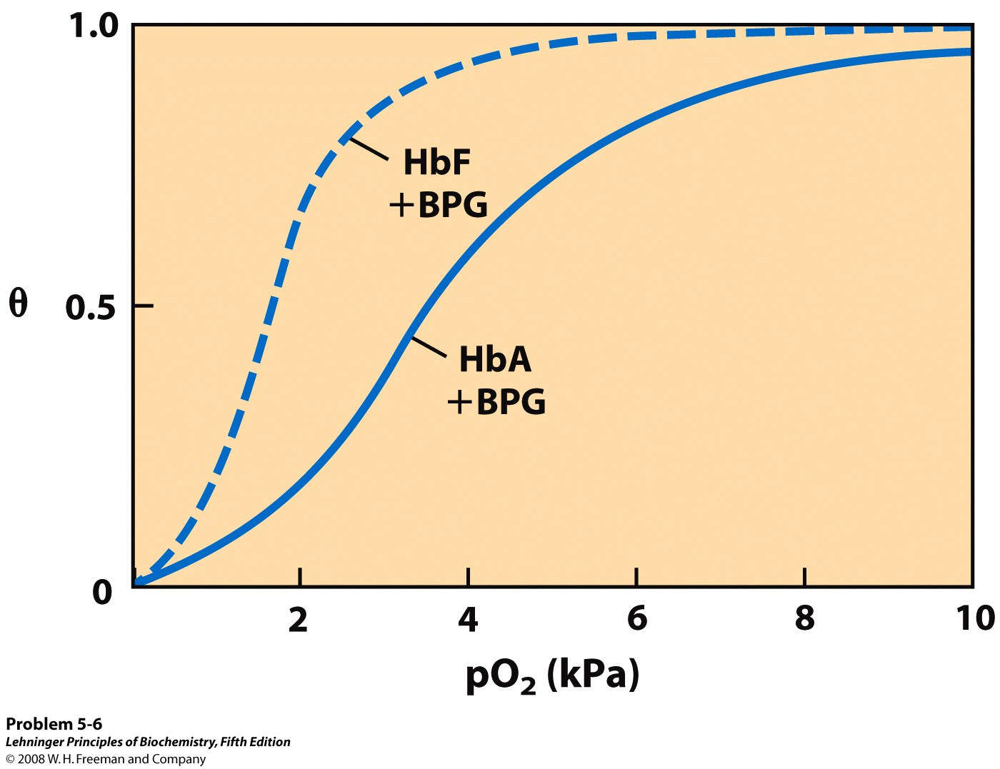 1.0
HbF
+BPG
θ 0.5
HbA
+BPG
0
2 4 6 8 10
pO₂ (kPa)
Problem 5-6
Lehninger Principles of Biochemistry, Fifth Edition
© 2008 W. H. Freeman and Company